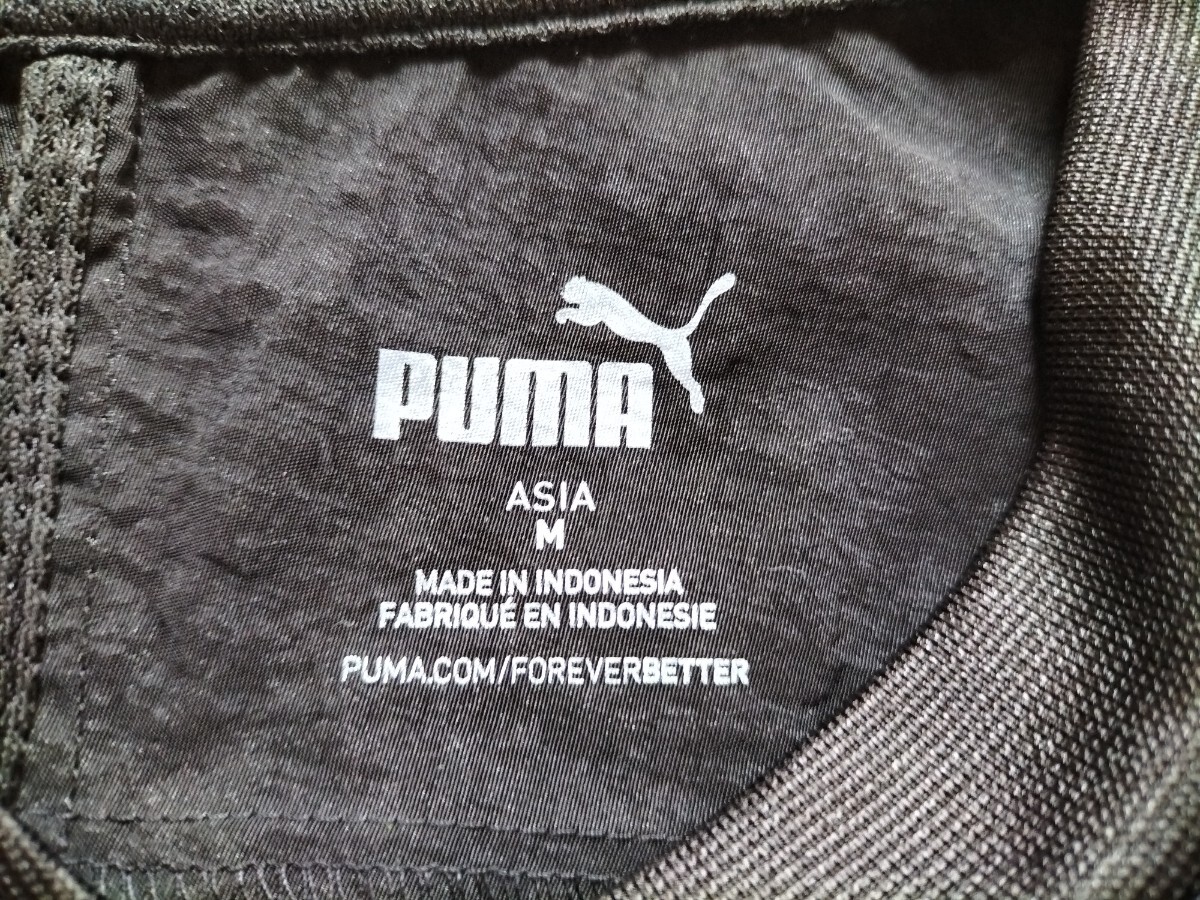 PUMA
ASIA
M
MADE IN INDONESIA
FABRIQUÉ EN INDONESIE
PUMA.COM/FOREVERBETTER